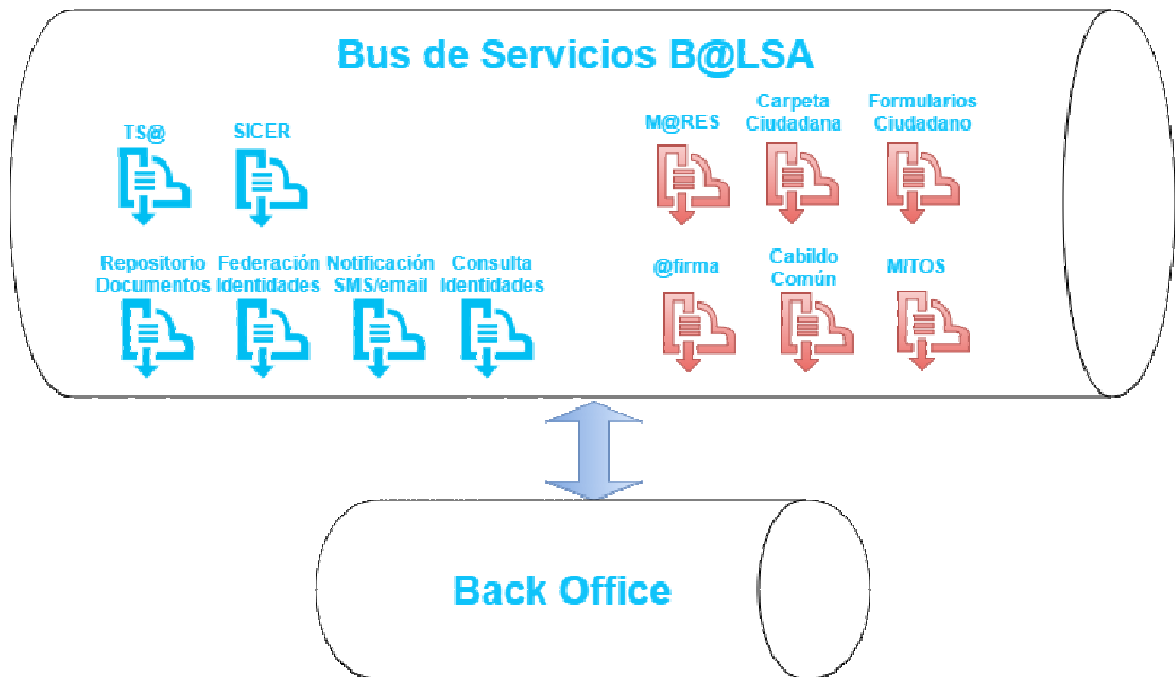 Bus de Servicios B@LSA
TS@
SICER
M@RES
Carpeta
Ciudadana
Formularios
Ciudadano
Repositorio
Documentos
Federación
Identidades
Notificación
SMS/email
Consulta
Identidades
@firma
Cabildo
Común
MITOS
Back Office